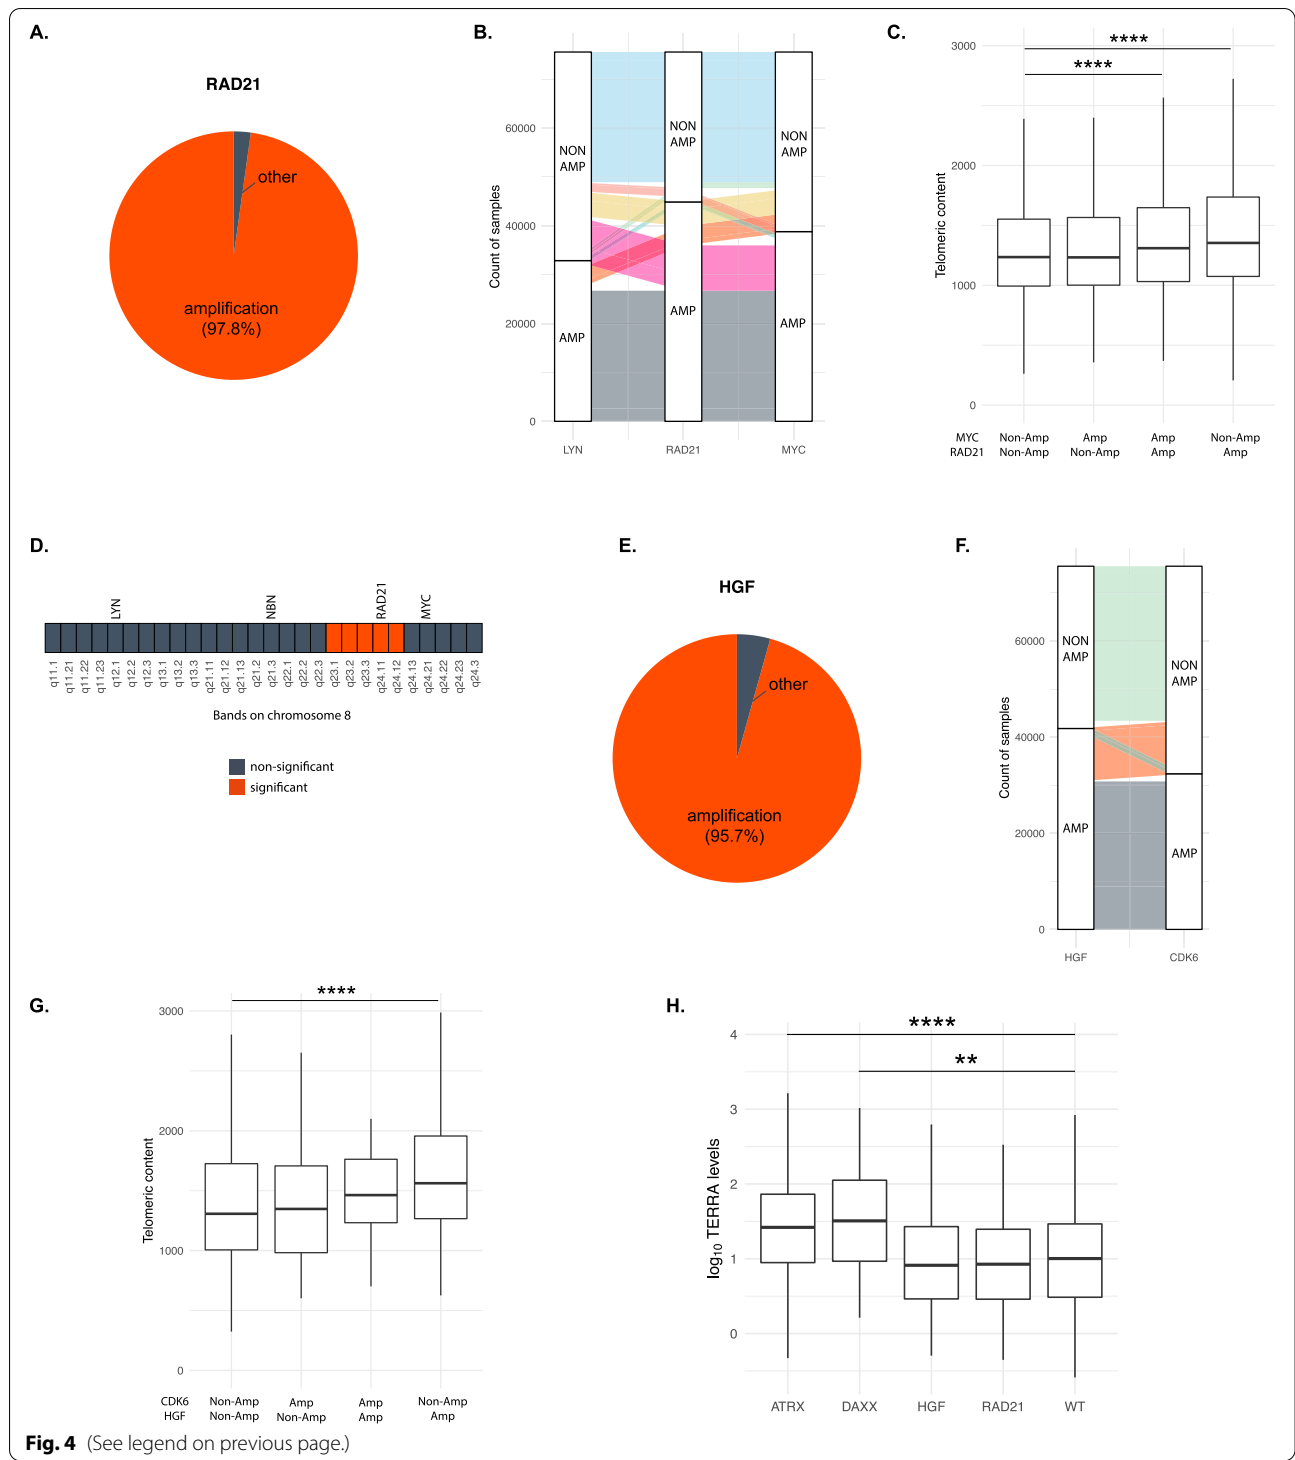 A.
RAD21
other
amplification
(97.8%)
B.
Count of samples
60000
40000
20000
0
NON
AMP
AMP
NON
AMP
AMP
NON
AMP
AMP
LYN RAD21 MYC
C.
Telomeric content
3000
2000
1000
0
****
****
MYC Non-Amp Amp Amp Non-Amp
RAD21 Non-Amp Non-Amp Amp Amp
D.
LYN NBN RAD21 MYC
q11.1 q11.21 q11.22 q11.23 q12.1 q12.2 q12.3 q13.1 q13.2 q13.3 q21.11 q21.12 q21.13 q21.2 q21.3 q22.1 q22.2 q22.3 q23.1 q23.2 q23.3 q24.11 q24.12 q24.13 q24.21 q24.22 q24.23 q24.3
Bands on chromosome 8
non-significant
significant
E.
HGF
other
amplification
(95.7%)
F.
Count of samples
60000
40000
20000
0
NON
AMP
AMP
NON
AMP
AMP
HGF CDK6
G.
Telomeric content
3000
2000
1000
0
****
CDK6 Non-Amp Amp Amp Non-Amp
HGF Non-Amp Non-Amp Amp Amp
H.
log10 TERRA levels
4
3
2
1
0
****
**
ATRX DAXX HGF RAD21 WT
Fig. 4 (See legend on previous page.)